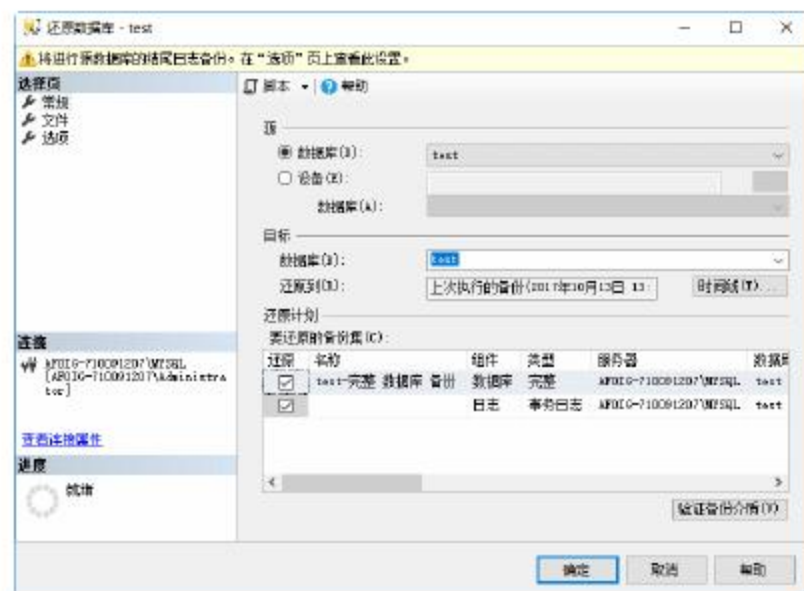 还原数据库 - test
将进行源数据库的结尾日志备份。在“选项”页上查看此设置。
选择页
常规
文件
选项
脚本
帮助
源
数据库(D):
test
设备(E):
数据库(A):
目标
数据库(B):
test
还原到(R):
上次执行的备份(2017年10月13日 13:
时间线(T)...
还原计划
要还原的备份集(C):
还原 名称 组件 类型 服务器 数据库
test-完整 数据库 备份 数据库 完整 test
日志 事务日志 test
连接
查看连接属性
进度
就绪
验证备份介质(V)
确定
取消
帮助